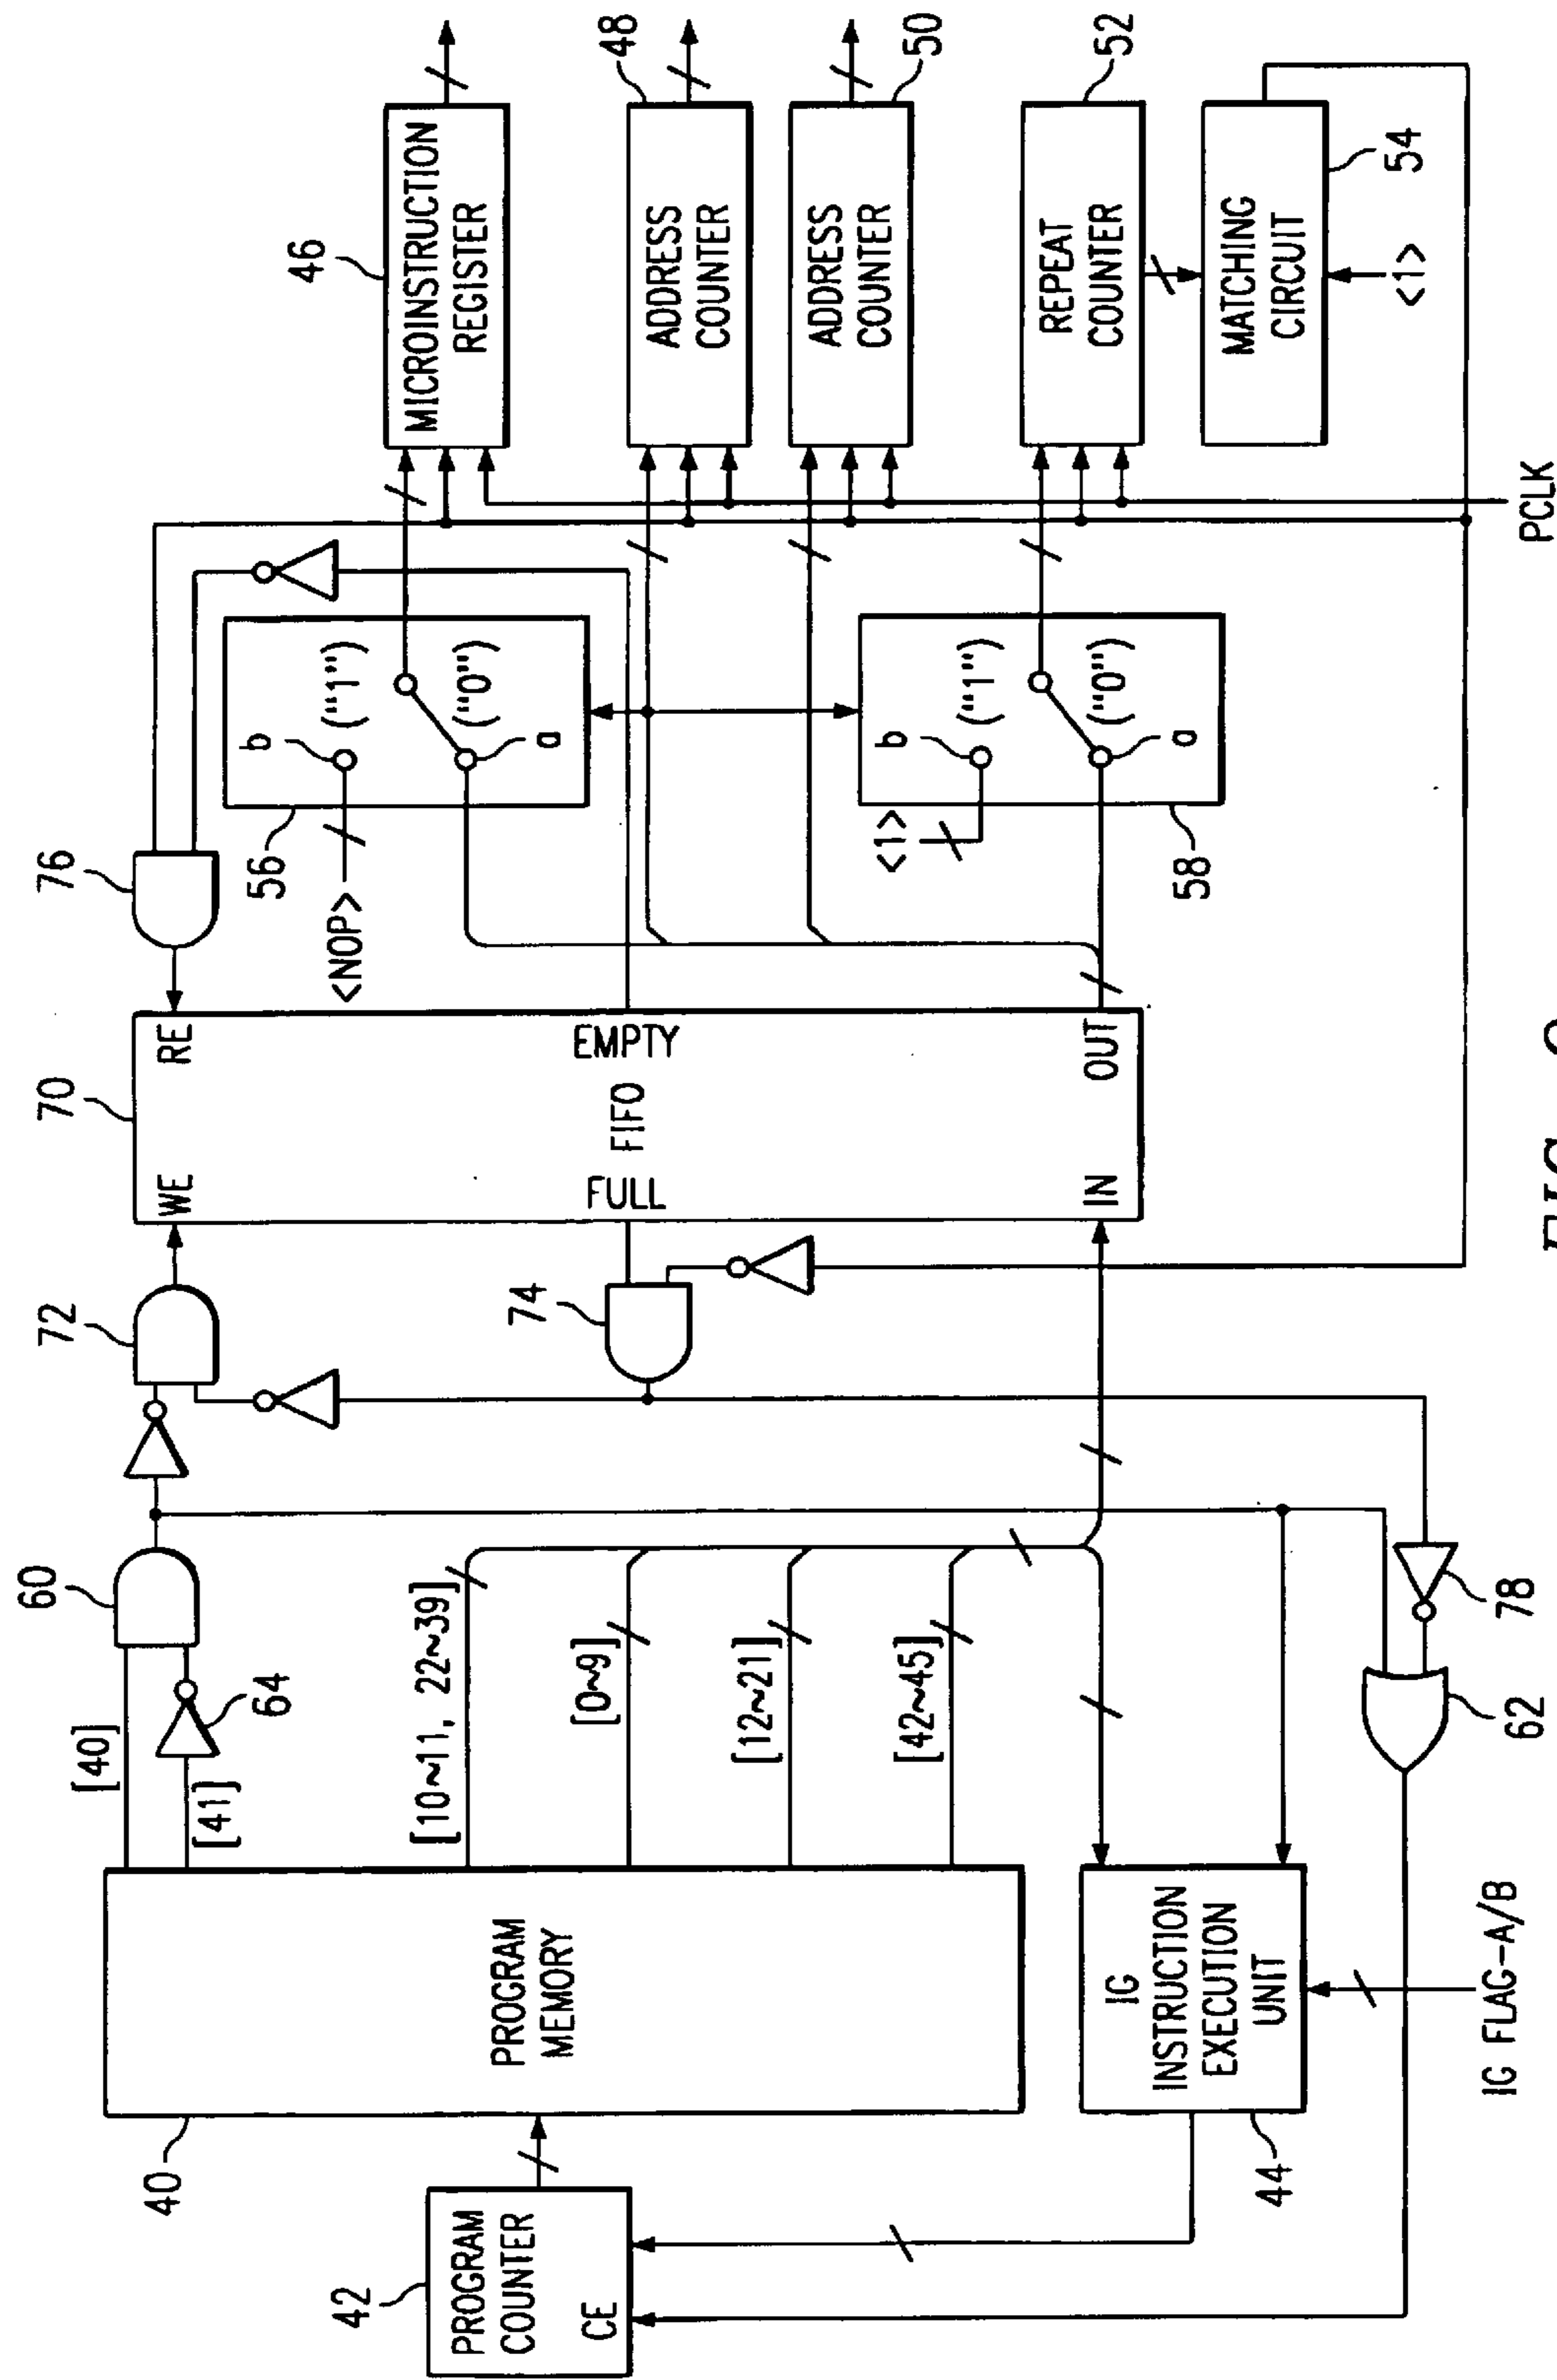 40
PROGRAM
MEMORY
42
PROGRAM
COUNTER
CE
44
IG
INSTRUCTION
EXECUTION
UNIT
IG FLAG-A/B
[40]
[41]
64
60
[10~11, 22~39]
[0~9]
[12~21]
[42~45]
62
78
72
74
70
WE
RE
FULL
FIFO
EMPTY
IN
OUT
76
<NOP>
56
b
("1")
("0")
a
<1>
58
b
("1")
("0")
a
PCLK
46
MICROINSTRUCTION
REGISTER
48
ADDRESS
COUNTER
ADDRESS
COUNTER
50
REPEAT
COUNTER
52
MATCHING
CIRCUIT
54
<1>
FIG.